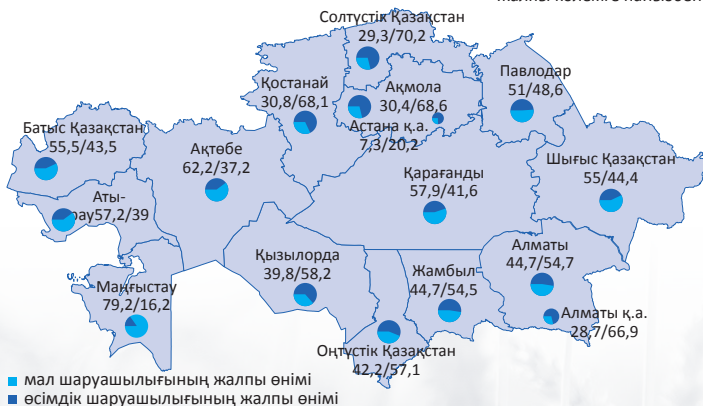 Солтүстік Қазақстан
29,3/70,2
Қостанай
30,8/68,1
Ақмола
30,4/68,6
Павлодар
51/48,6
Астана қ.а.
7,3/20,2
Батыс Қазақстан
55,5/43,5
Ақтөбе
62,2/37,2
Қарағанды
57,9/41,6
Шығыс Қазақстан
55/44,4
Аты-
рау57,2/39
Қызылорда
39,8/58,2
Жамбыл
44,7/54,5
Алматы
44,7/54,7
Маңғыстау
79,2/16,2
Алматы қ.а.
28,7/66,9
Оңтүстік Қазақстан
42,2/57,1
мал шаруашылығының жалпы өнімі
өсімдік шаруашылығының жалпы өнімі